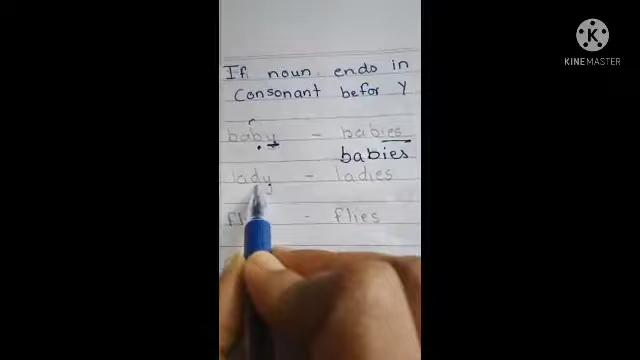 If noun ends in
Consonant befor Y
baby - babies
babies
lady - ladies
- flies
KINEMASTER